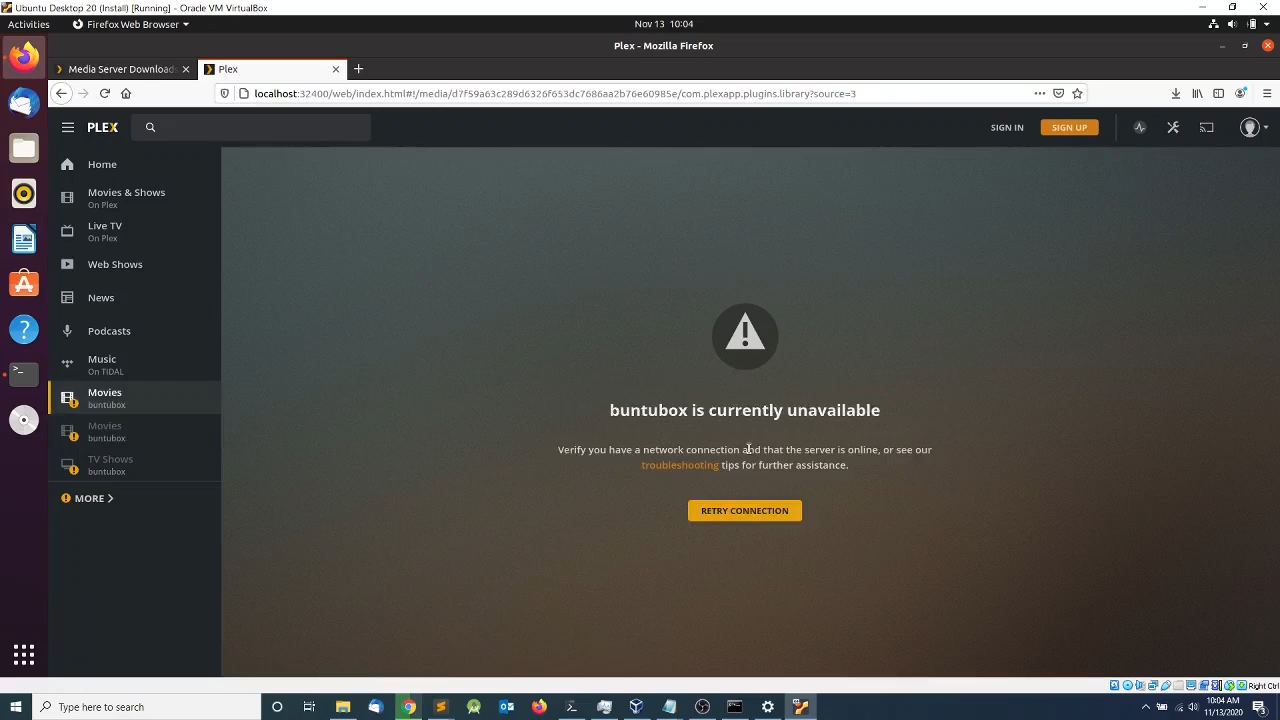 Ubuntu Desktop 20 (Install) [Running] - Oracle VM VirtualBox
Activities
Firefox Web Browser
Nov 13 10:04
Plex - Mozilla Firefox
Media Server Downloads
Plex
localhost:32400/web/index.html#!/media/d7f59a63c289d6326f653dc7686aa2b76e60985e/com.plexapp.plugins.library?source=3
PLEX
SIGN IN
SIGN UP
Home
Movies & Shows
On Plex
Live TV
On Plex
Web Shows
News
Podcasts
Music
On TIDAL
Movies
buntubox
Movies
buntubox
TV Shows
buntubox
MORE
buntubox is currently unavailable
Verify you have a network connection and that the server is online, or see our
troubleshooting tips for further assistance.
RETRY CONNECTION
Right Ctrl
Type here to search
10:04 AM
11/13/2020